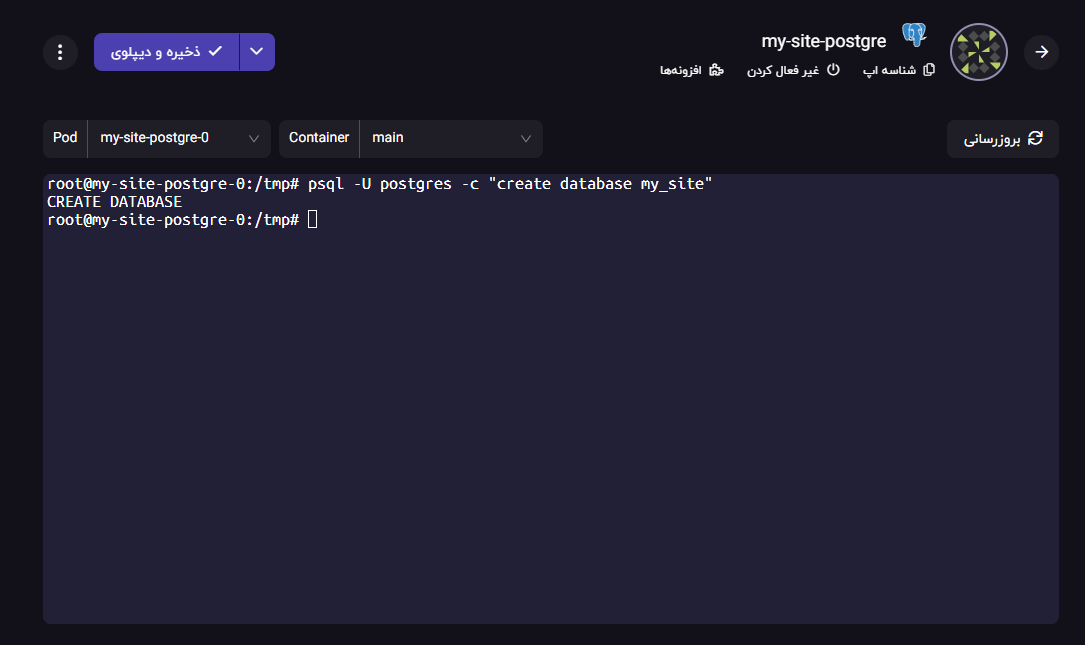 my-site-postgre
ذخیره و دیپلوی
شناسه اپ
غیر فعال کردن
افزونه‌ها
Pod my-site-postgre-0
Container main
بروزرسانی
root@my-site-postgre-0:/tmp# psql -U postgres -c "create database my_site"
CREATE DATABASE
root@my-site-postgre-0:/tmp#